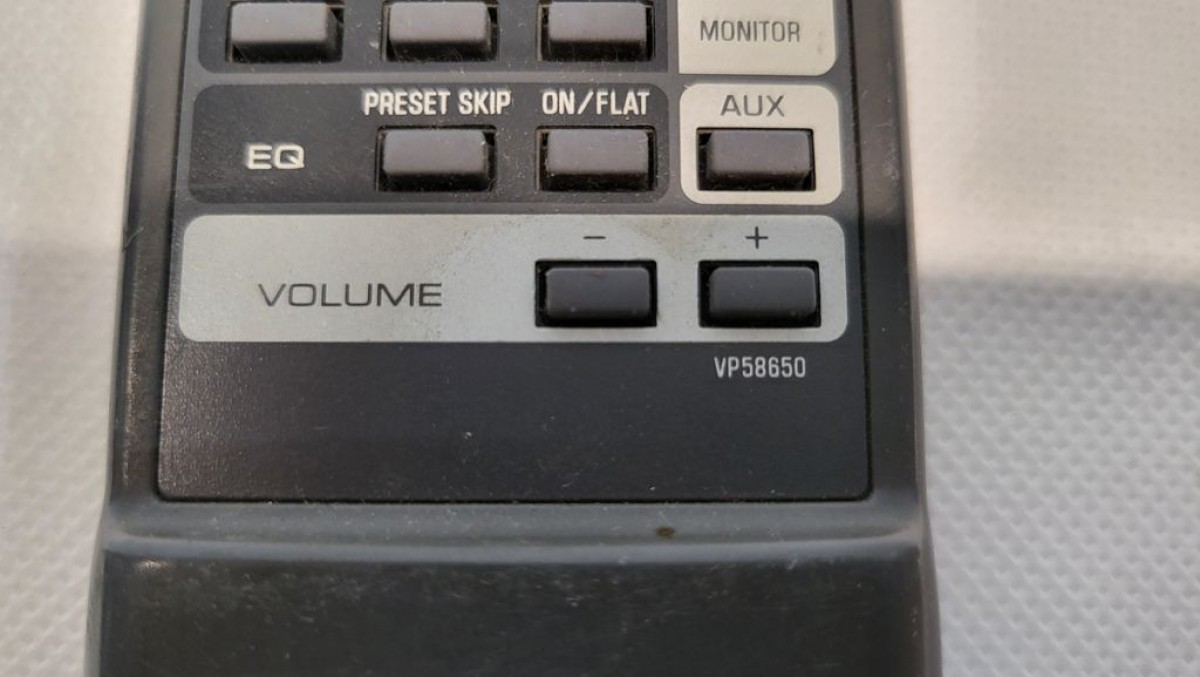 MONITOR
PRESET SKIP ON/FLAT AUX
EQ
- +
VOLUME
VP58650